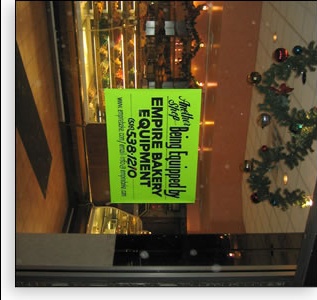 Another
Shop Being Equipped by
EMPIRE BAKERY
EQUIPMENT
(516) 538-1210